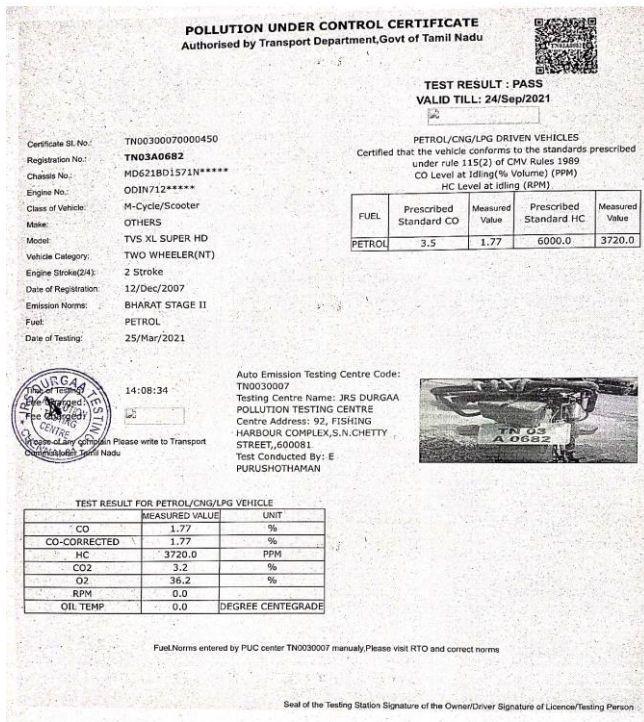 POLLUTION UNDER CONTROL CERTIFICATE
Authorised by Transport Department,Govt of Tamil Nadu
TEST RESULT : PASS
VALID TILL: 24/Sep/2021
Certificate Sl. No.: TN00300070000450
Registration No.: TN03A0682
Chassis No.: MD621BD1571N*****
Engine No.: ODIN712*****
Class of Vehicle: M-Cycle/Scooter
Make: OTHERS
Model: TVS XL SUPER HD
Vehicle Category: TWO WHEELER(NT)
Engine Stroke(2/4): 2 Stroke
Date of Registration: 12/Dec/2007
Emission Norms: BHARAT STAGE II
Fuel: PETROL
Date of Testing: 25/Mar/2021
PETROL/CNG/LPG DRIVEN VEHICLES
Certified that the vehicle conforms to the standards prescribed
under rule 115(2) of CMV Rules 1989
CO Level at Idling(% Volume) (PPM)
HC Level at idling (RPM)
FUEL Prescribed Standard CO Measured Value Prescribed Standard HC Measured Value
PETROL 3.5 1.77 6000.0 3720.0
Time of Testing: 14:08:34
Fee Charged:
Fee Charged:
In case of any complain Please write to Transport
Commissioner Tamil Nadu
JRS DURGAA TESTING
CENTRE
Auto Emission Testing Centre Code:
TN0030007
Testing Centre Name: JRS DURGAA
POLLUTION TESTING CENTRE
Centre Address: 92, FISHING
HARBOUR COMPLEX,S.N.CHETTY
STREET,,600081
Test Conducted By: E
PURUSHOTHAMAN
TN 03
A 0682
TEST RESULT FOR PETROL/CNG/LPG VEHICLE
MEASURED VALUE UNIT
CO 1.77 %
CO-CORRECTED 1.77 %
HC 3720.0 PPM
CO2 3.2 %
O2 36.2 %
RPM 0.0
OIL TEMP 0.0 DEGREE CENTEGRADE
Fuel.Norms entered by PUC center TN0030007 manualy,Please visit RTO and correct norms
Seal of the Testing Station Signature of the Owner/Driver Signature of Licence/Testing Person